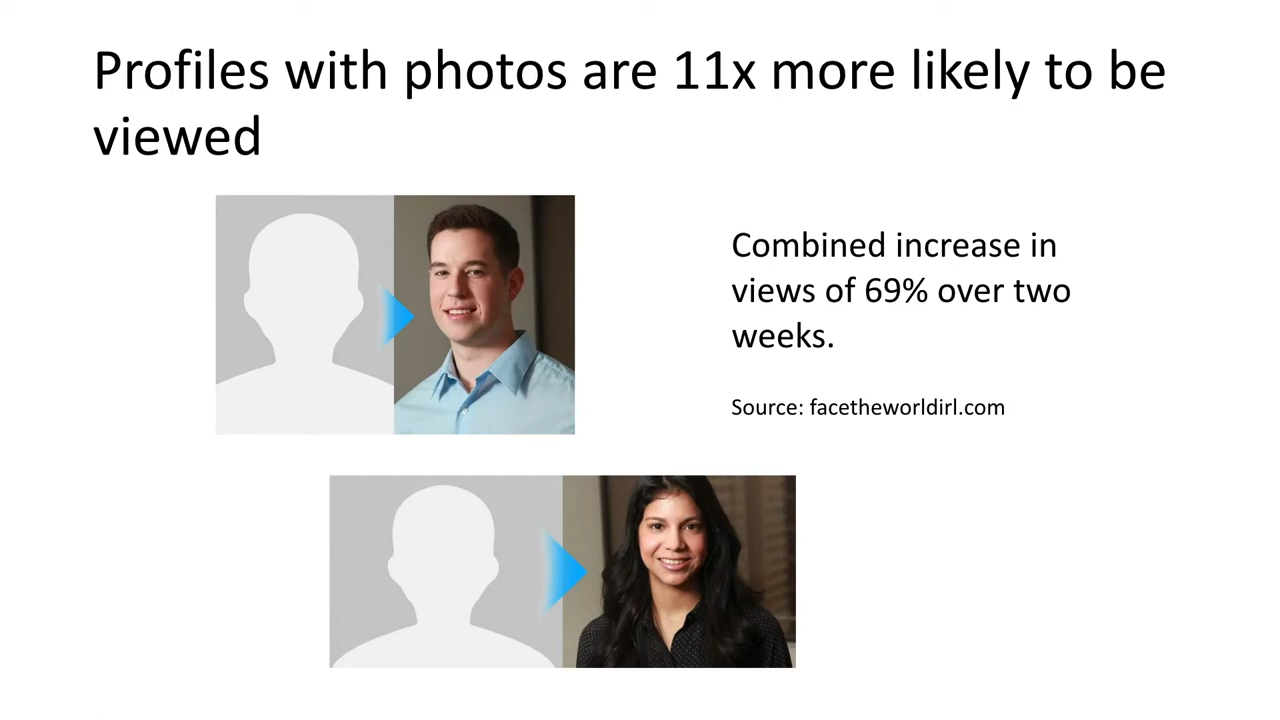 Profiles with photos are 11x more likely to be
viewed
Combined increase in
views of 69% over two
weeks.
Source: facetheworldirl.com